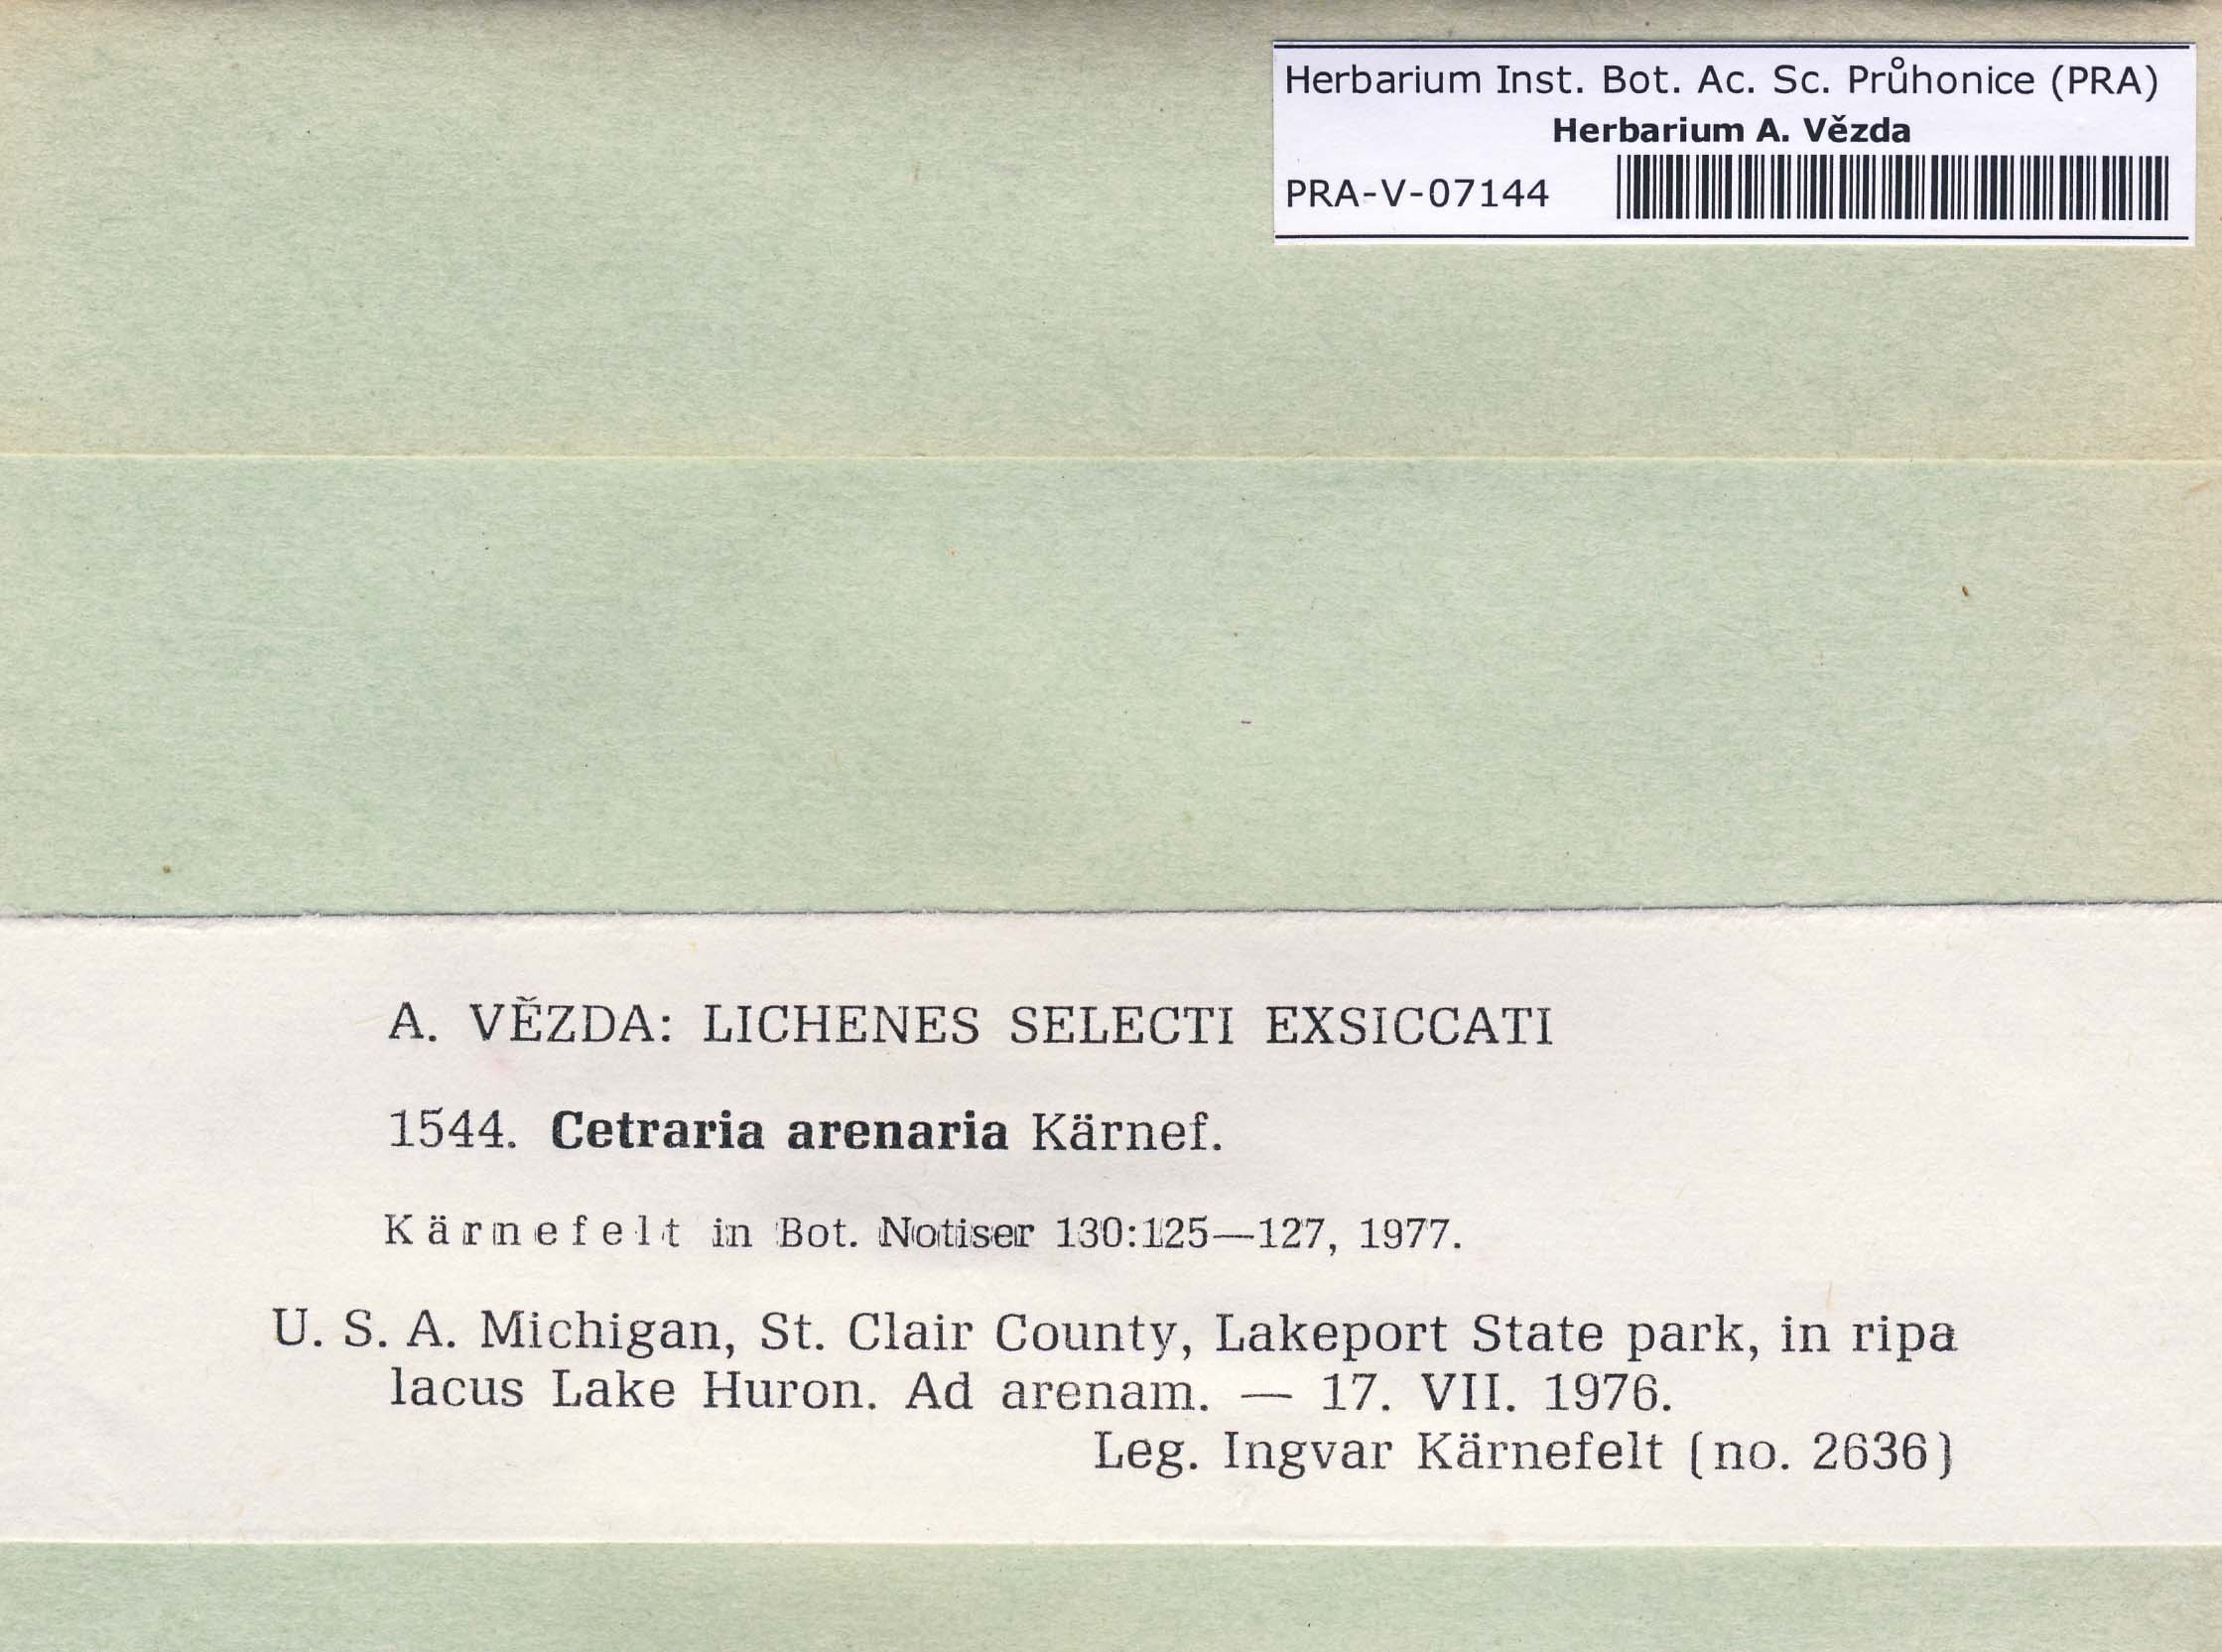 Herbarium Inst. Bot. Ac. Sc. Průhonice (PRA)
Herbarium A. Vězda
PRA-V-07144
A. VĚZDA: LICHENES SELECTI EXSICCATI
1544. Cetraria arenaria Kärnef.
Kärnefelt in Bot. Notiser 130:125—127, 1977.
U. S. A. Michigan, St. Clair County, Lakeport State park, in ripa
lacus Lake Huron. Ad arenam. — 17. VII. 1976.
Leg. Ingvar Kärnefelt (no. 2636)